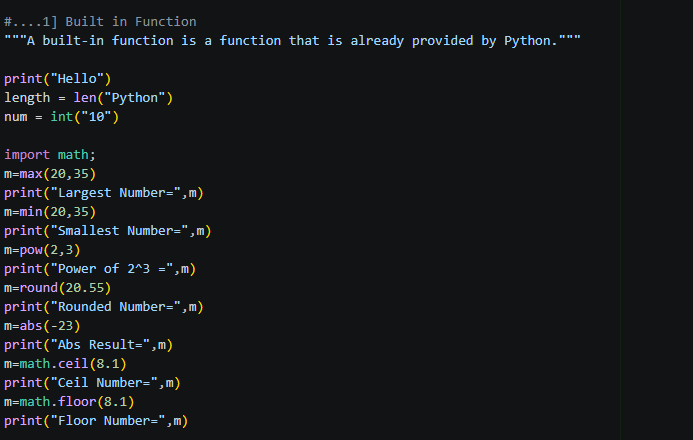 #....1] Built in Function
"""A built-in function is a function that is already provided by Python."""
print("Hello")
length = len("Python")
num = int("10")
import math;
m=max(20,35)
print("Largest Number=",m)
m=min(20,35)
print("Smallest Number=",m)
m=pow(2,3)
print("Power of 2^3 =",m)
m=round(20.55)
print("Rounded Number=",m)
m=abs(-23)
print("Abs Result=",m)
m=math.ceil(8.1)
print("Ceil Number=",m)
m=math.floor(8.1)
print("Floor Number=",m)